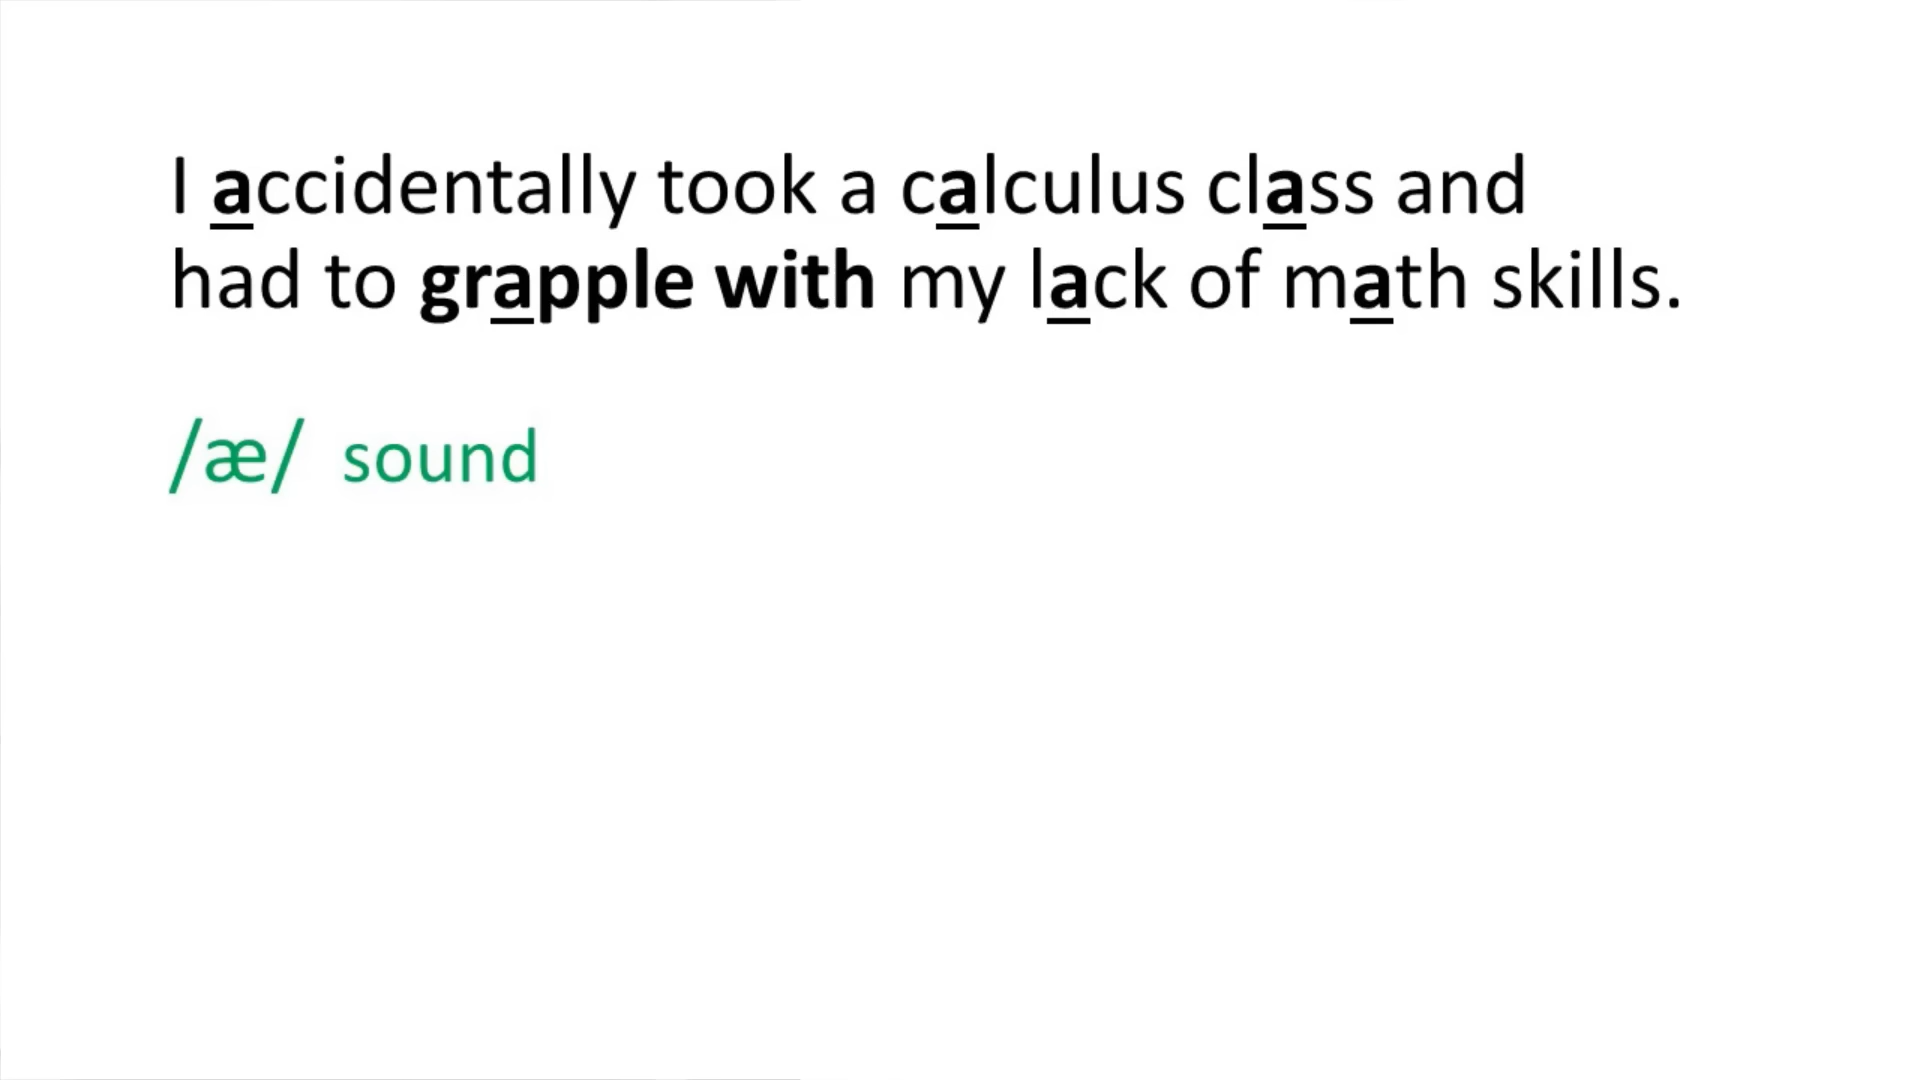 I accidentally took a calculus class and
had to grapple with my lack of math skills.
/æ/ sound